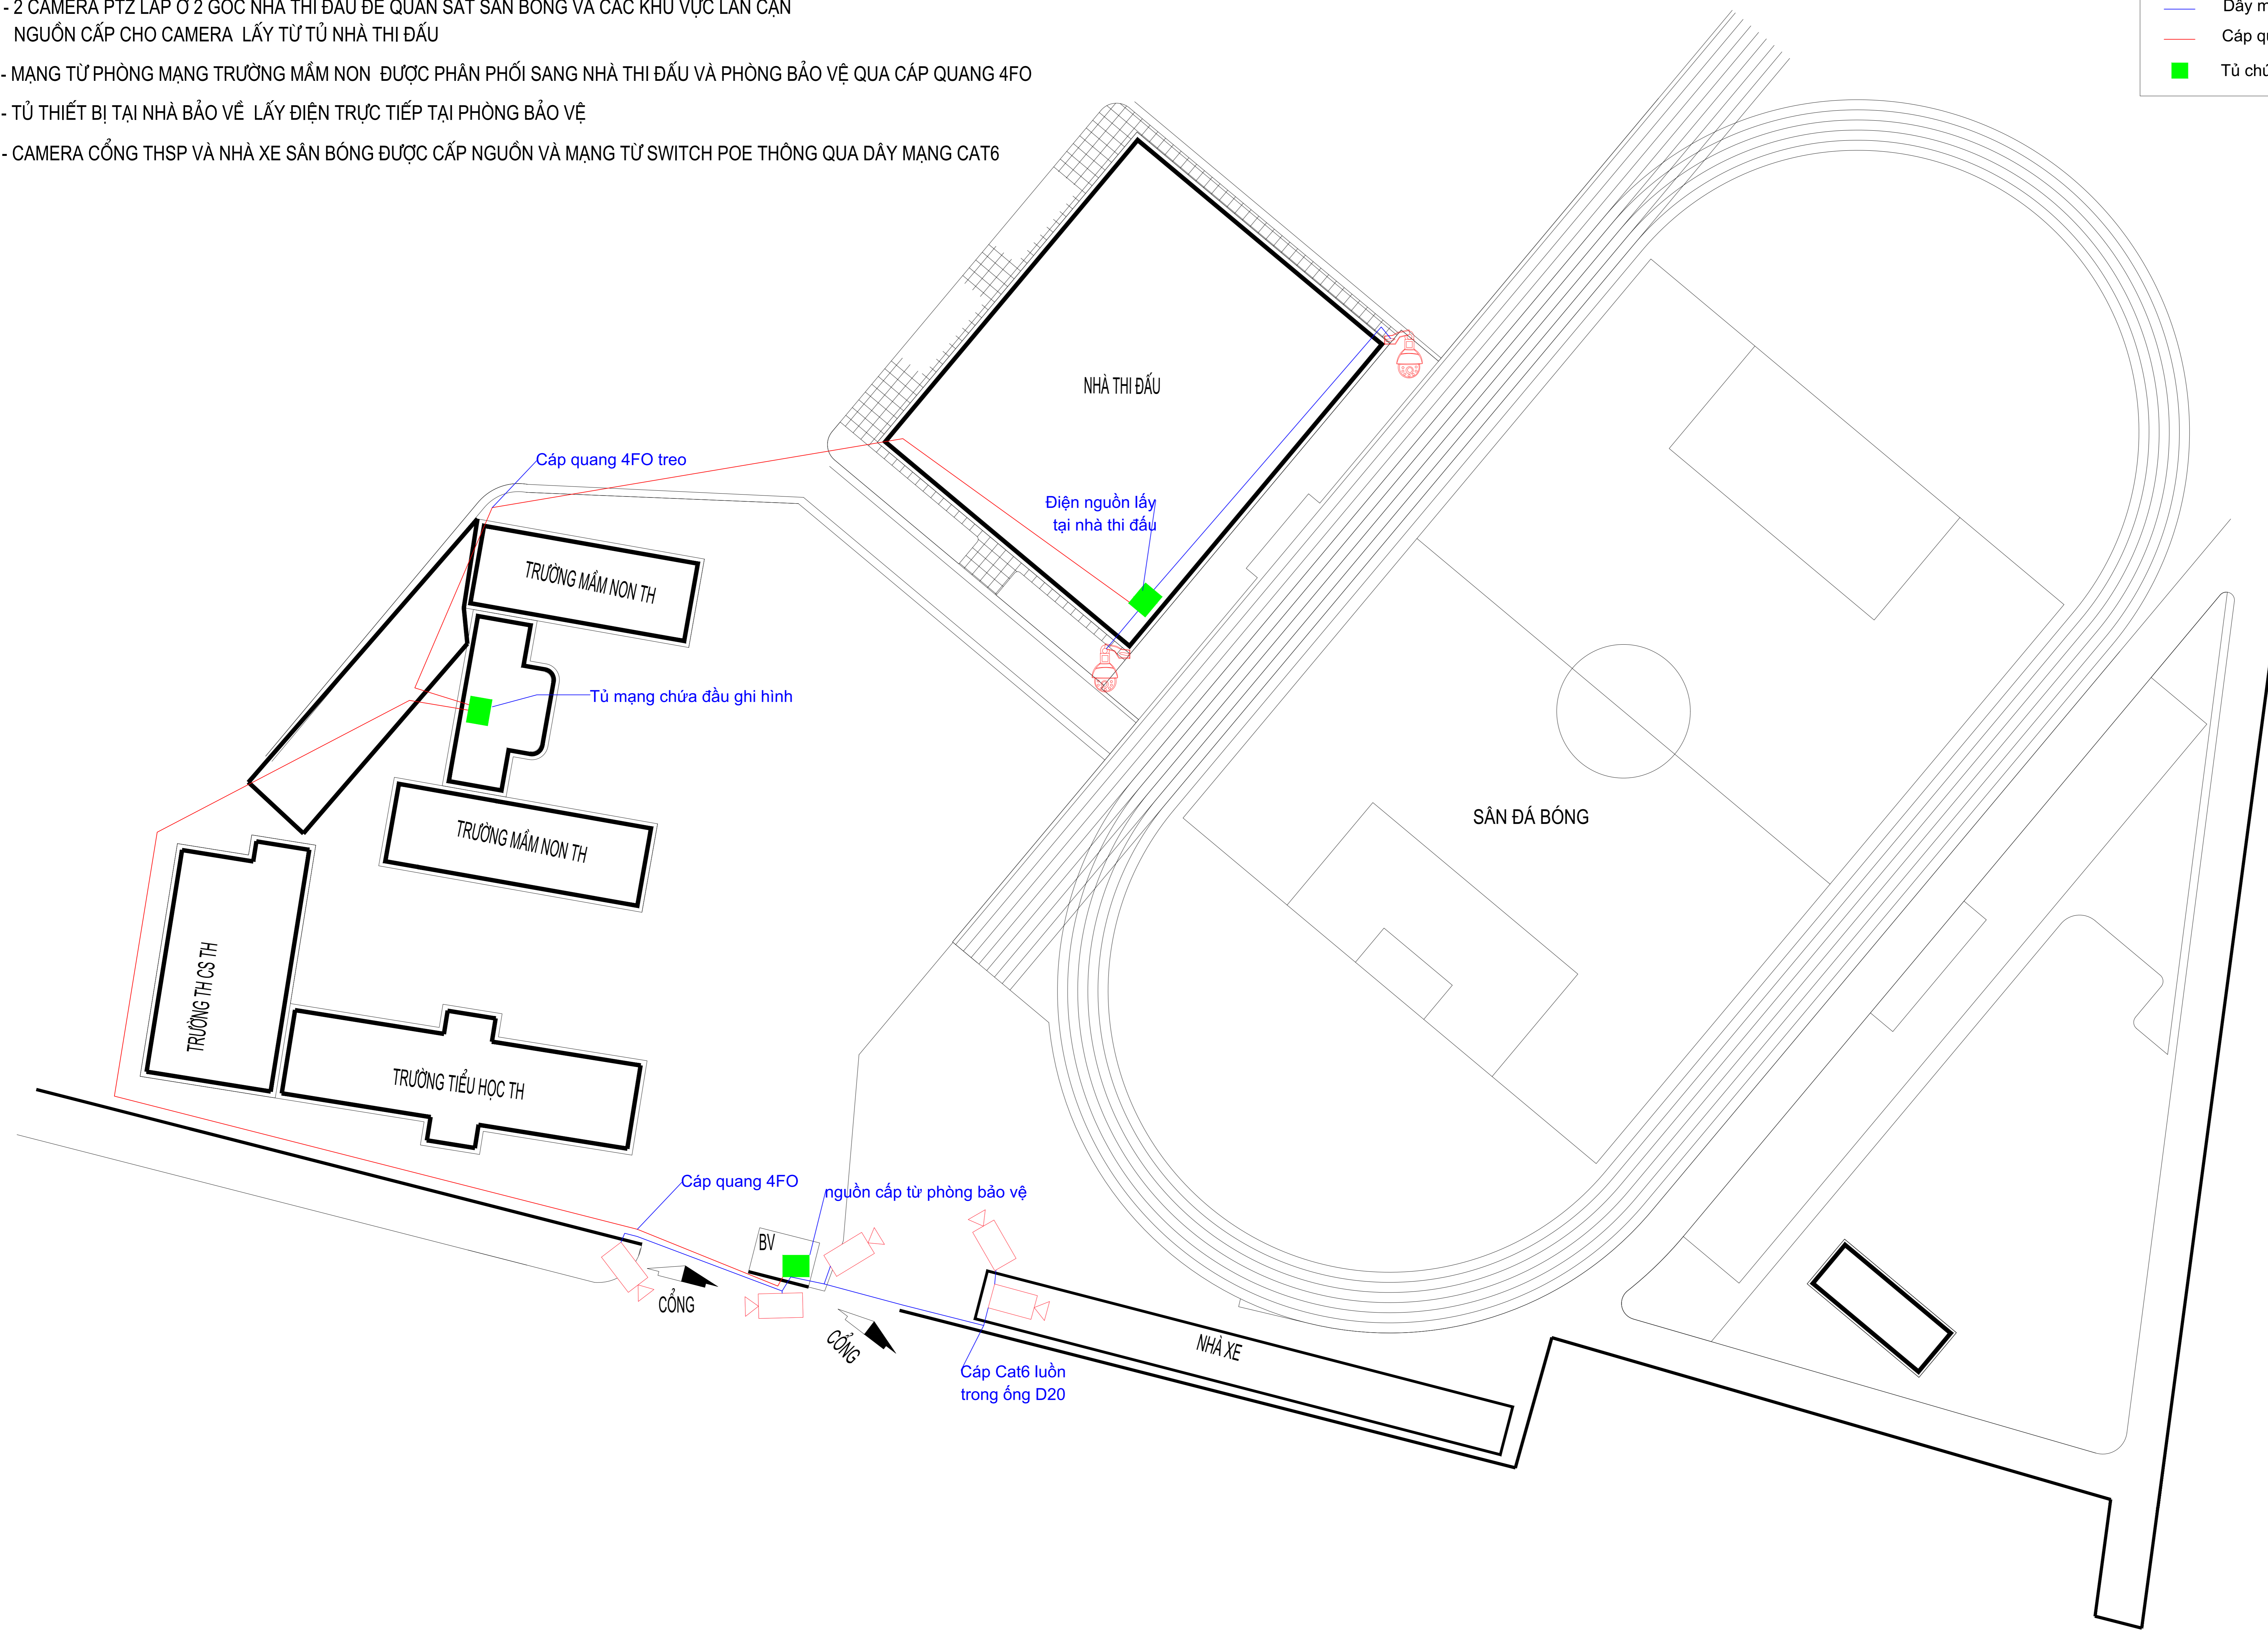 - 2 CAMERA PTZ LẮP Ở 2 GÓC NHÀ THI ĐẤU ĐỂ QUAN SÁT SÂN BÓNG VÀ CÁC KHU VỰC LÂN CẬN
NGUỒN CẤP CHO CAMERA LẤY TỪ TỦ NHÀ THI ĐẤU
- MẠNG TỪ PHÒNG MẠNG TRƯỜNG MẦM NON ĐƯỢC PHÂN PHỐI SANG NHÀ THI ĐẤU VÀ PHÒNG BẢO VỆ QUA CÁP QUANG 4FO
- TỦ THIẾT BỊ TẠI NHÀ BẢO VỀ LẤY ĐIỆN TRỰC TIẾP TẠI PHÒNG BẢO VỆ
- CAMERA CỔNG THSP VÀ NHÀ XE SÂN BÓNG ĐƯỢC CẤP NGUỒN VÀ MẠNG TỪ SWITCH POE THÔNG QUA DÂY MẠNG CAT6
Dây m
Cáp qu
Tủ chứ
NHÀ THI ĐẤU
Cáp quang 4FO treo
Điện nguồn lấy
tại nhà thi đấu
TRƯỜNG MẦM NON TH
Tủ mạng chứa đầu ghi hình
SÂN ĐÁ BÓNG
TRƯỜNG MẦM NON TH
TRƯỜNG TH CS TH
TRƯỜNG TIỂU HỌC TH
Cáp quang 4FO
nguồn cấp từ phòng bảo vệ
BV
CỔNG
CỔNG
NHÀ XE
Cáp Cat6 luồn
trong ống D20